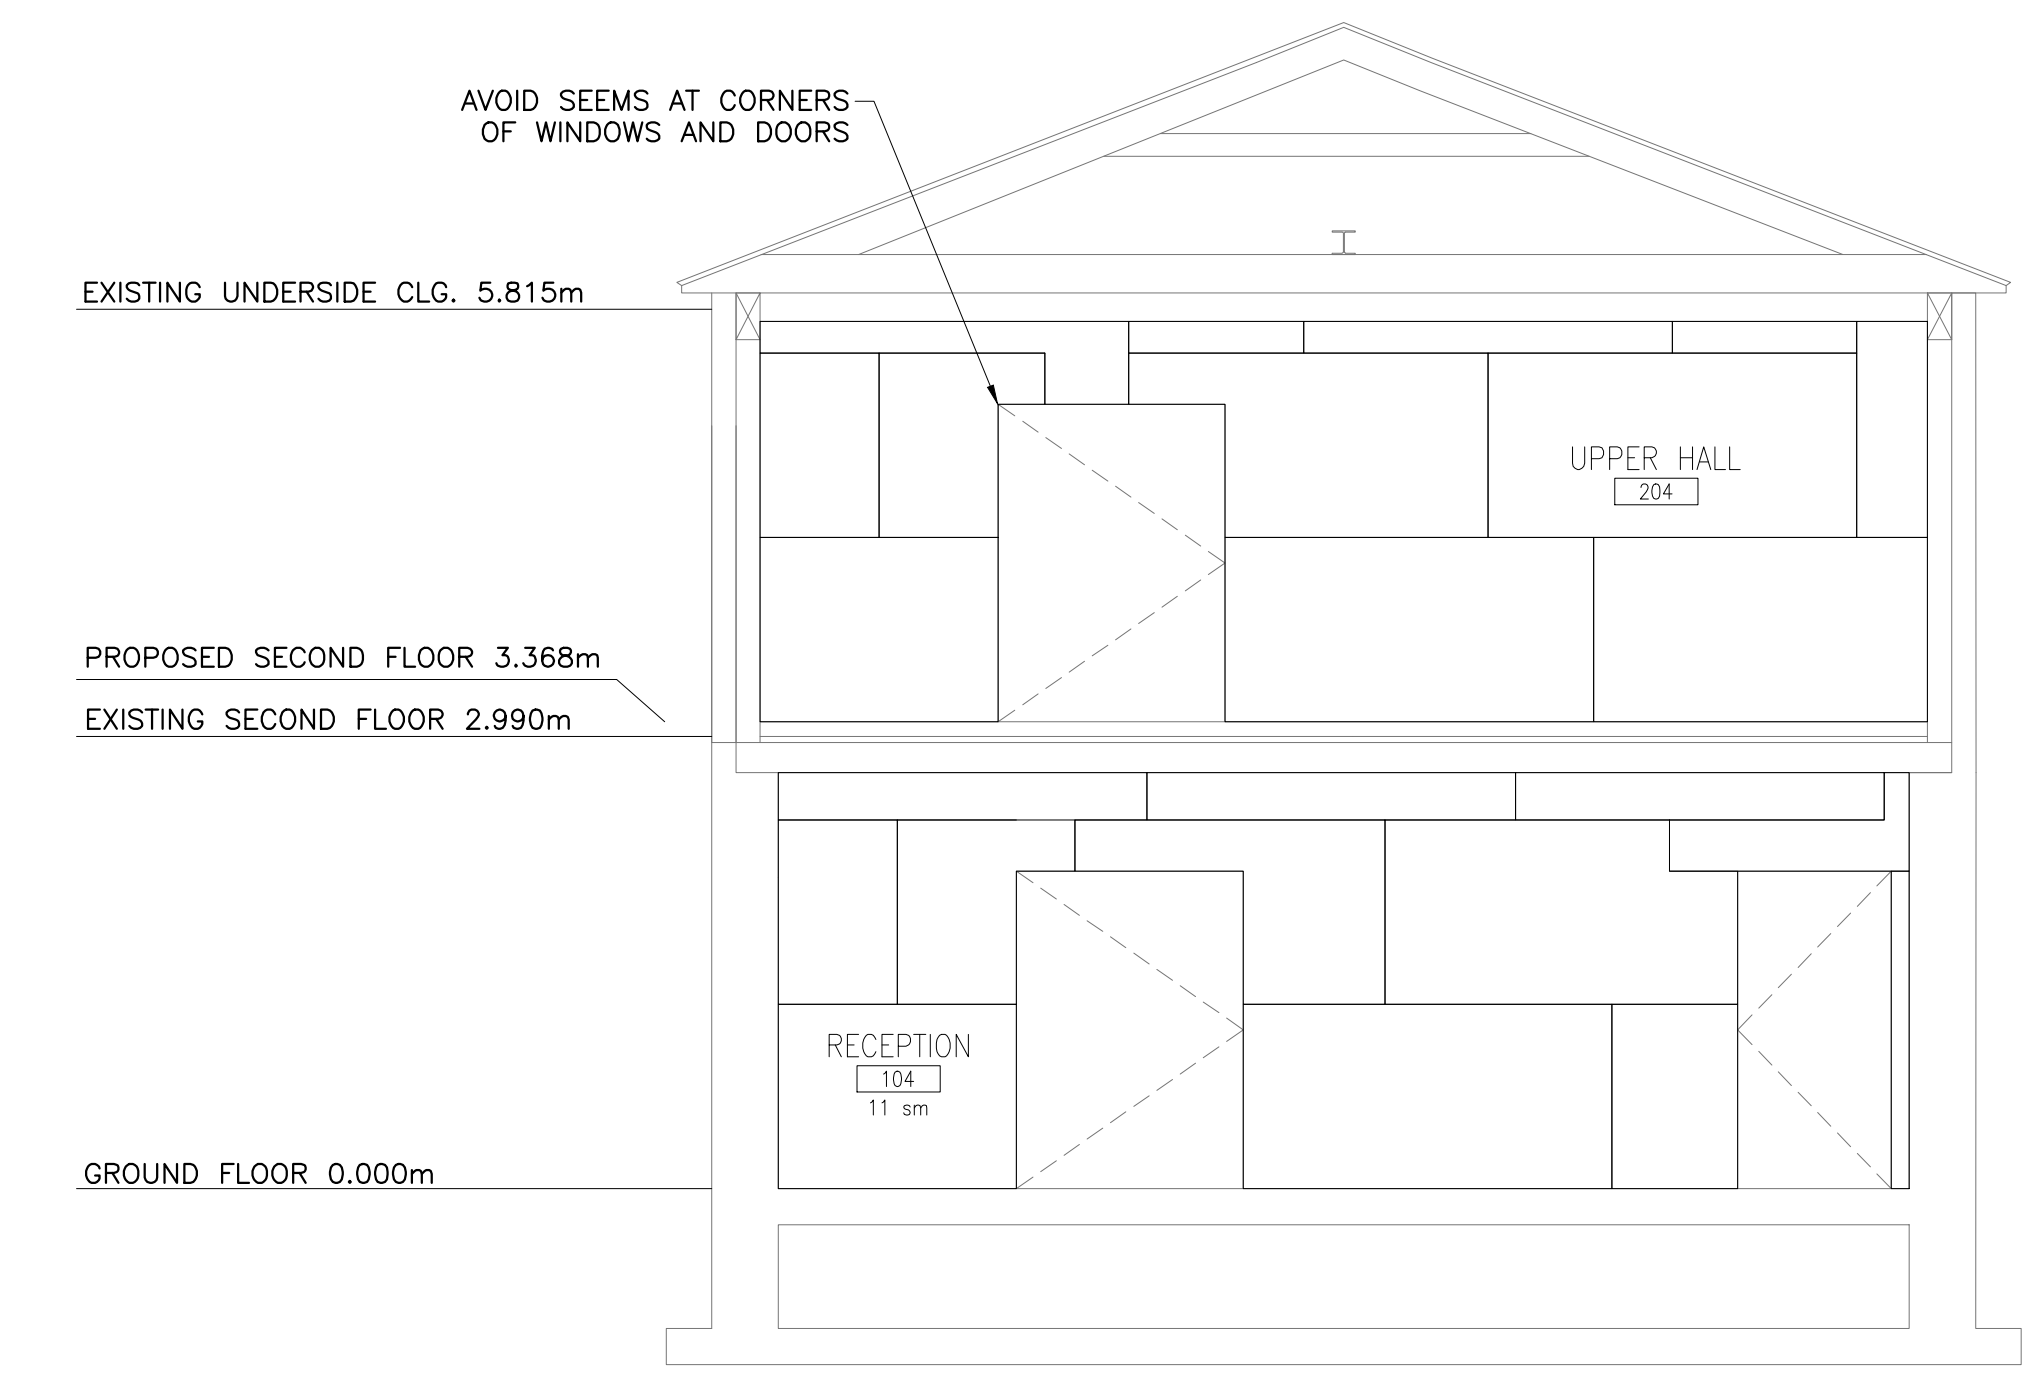 AVOID SEEMS AT CORNERS
OF WINDOWS AND DOORS
EXISTING UNDERSIDE CLG. 5.815m
UPPER HALL
204
PROPOSED SECOND FLOOR 3.368m
EXISTING SECOND FLOOR 2.990m
RECEPTION
104
11 sm
GROUND FLOOR 0.000m